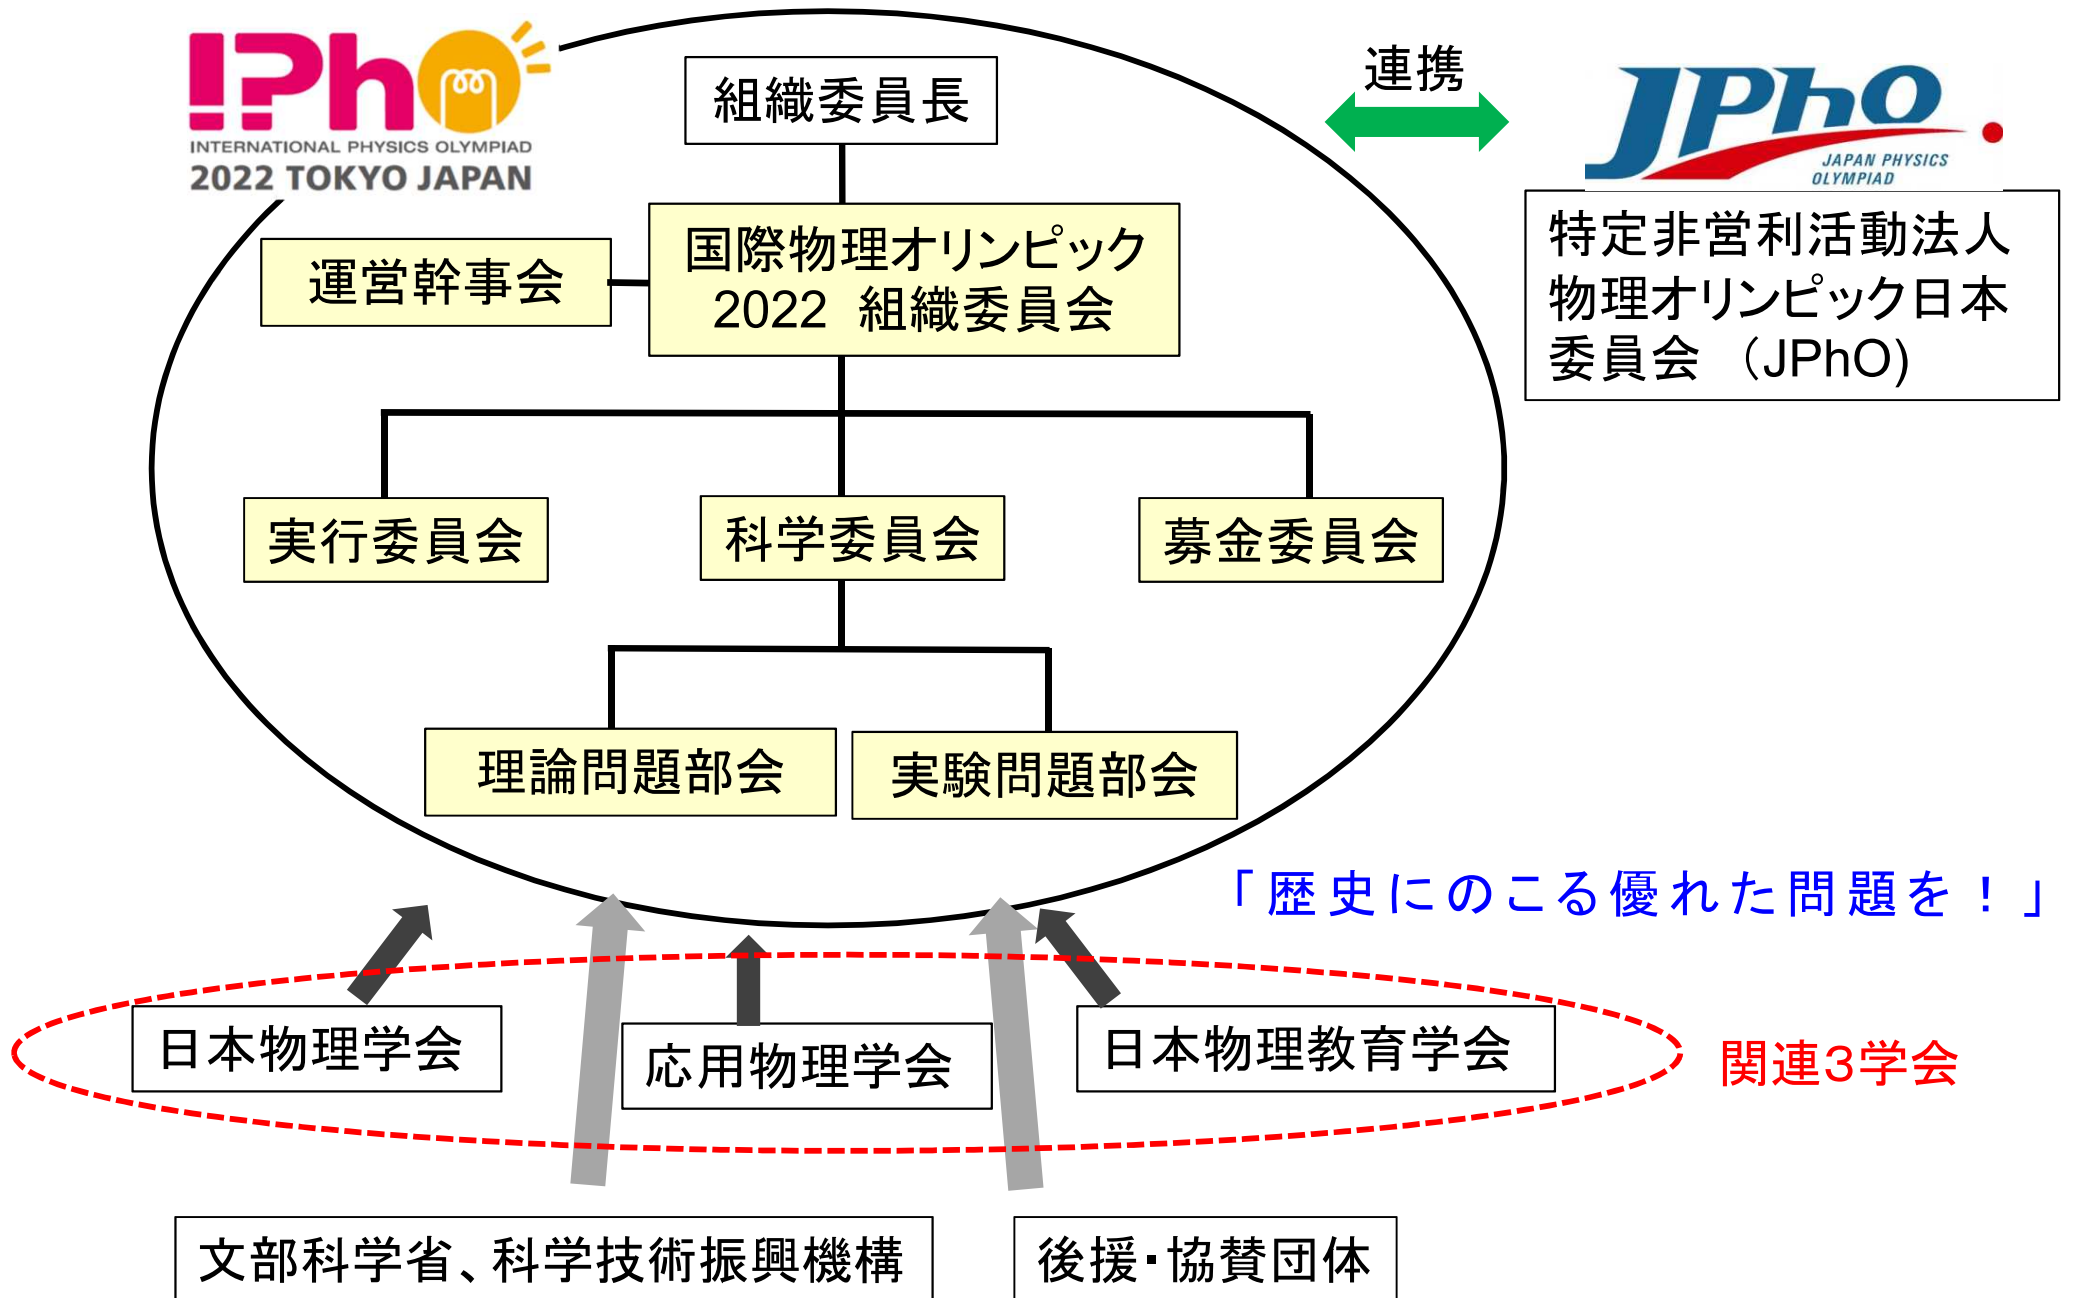 !?PhO
INTERNATIONAL PHYSICS OLYMPIAD
2022 TOKYO JAPAN
組織委員長
連携
JPhO
JAPAN PHYSICS
OLYMPIAD
特定非営利活動法人
物理オリンピック日本
委員会 （JPhO)
運営幹事会
国際物理オリンピック
2022 組織委員会
実行委員会
科学委員会
募金委員会
理論問題部会
実験問題部会
「歴史にのこる優れた問題を！」
日本物理学会
応用物理学会
日本物理教育学会
関連3学会
文部科学省、科学技術振興機構
後援・協賛団体